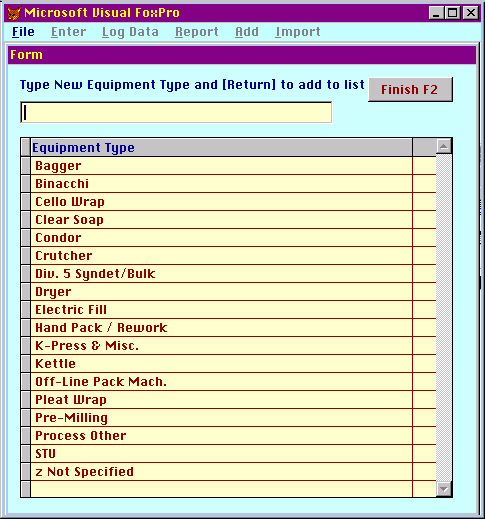 Microsoft Visual FoxPro
File Enter Log Data Report Add Import
Form
Type New Equipment Type and [Return] to add to list
Finish F2
Equipment Type
Bagger
Binacchi
Cello Wrap
Clear Soap
Condor
Crutcher
Div. 5 Syndet/Bulk
Dryer
Electric Fill
Hand Pack / Rework
K-Press & Misc.
Kettle
Off-Line Pack Mach.
Pleat Wrap
Pre-Milling
Process Other
STU
z Not Specified